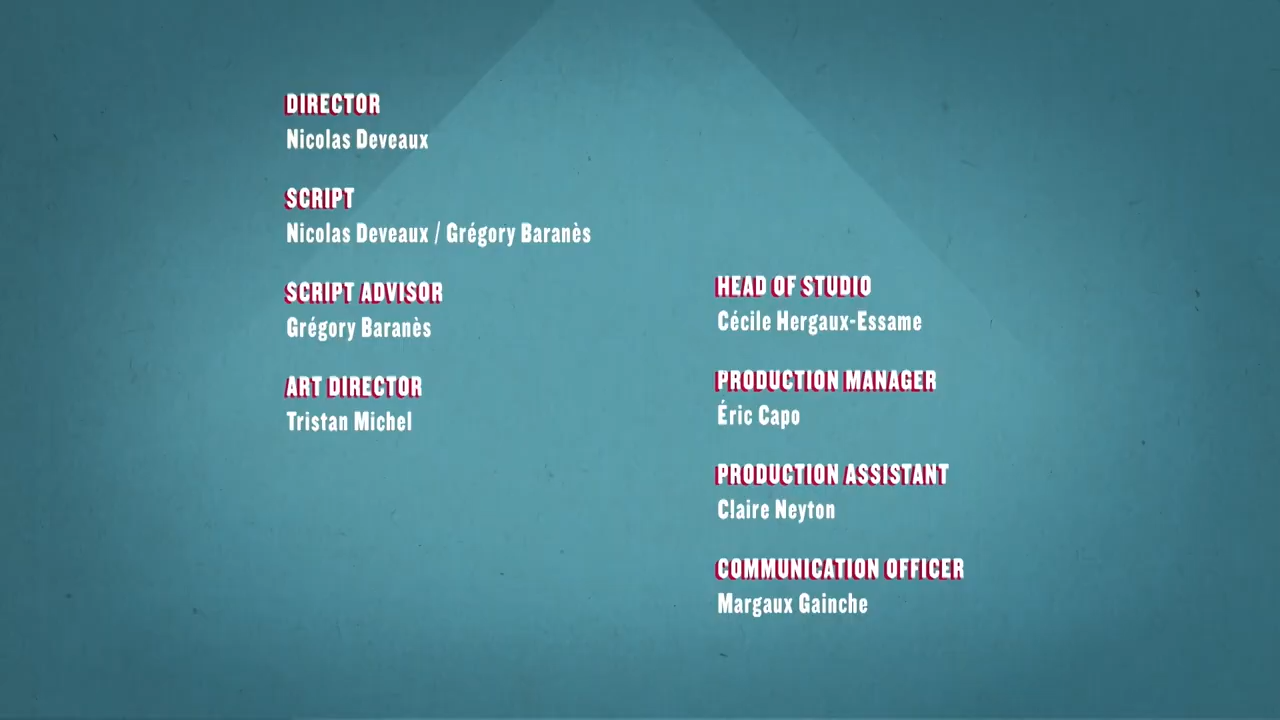 DIRECTOR
Nicolas Deveaux
SCRIPT
Nicolas Deveaux / Grégory Baranès
SCRIPT ADVISOR
Grégory Baranès
ART DIRECTOR
Tristan Michel
HEAD OF STUDIO
Cécile Hergaux-Essame
PRODUCTION MANAGER
Éric Capo
PRODUCTION ASSISTANT
Claire Neyton
COMMUNICATION OFFICER
Margaux Gainche